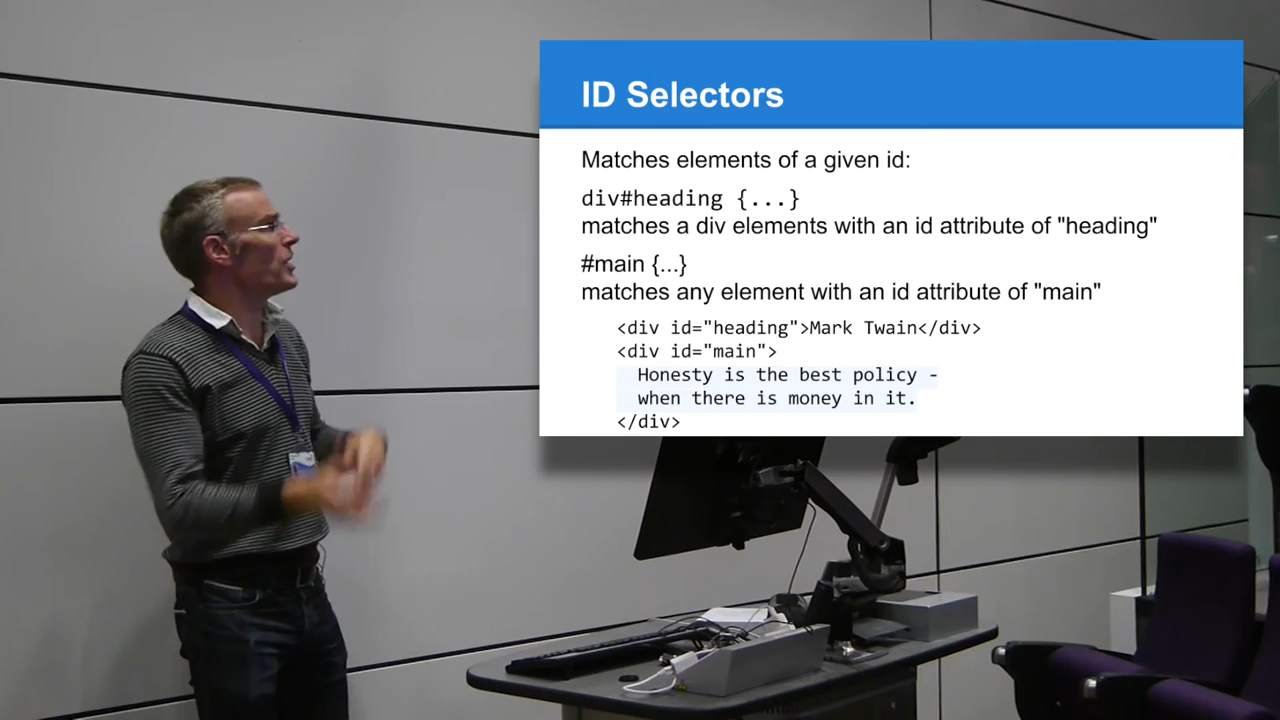 ID Selectors
Matches elements of a given id:
div#heading {...}
matches a div elements with an id attribute of "heading"
#main {...}
matches any element with an id attribute of "main"
<div id="heading">Mark Twain</div>
<div id="main">
Honesty is the best policy -
when there is money in it.
</div>